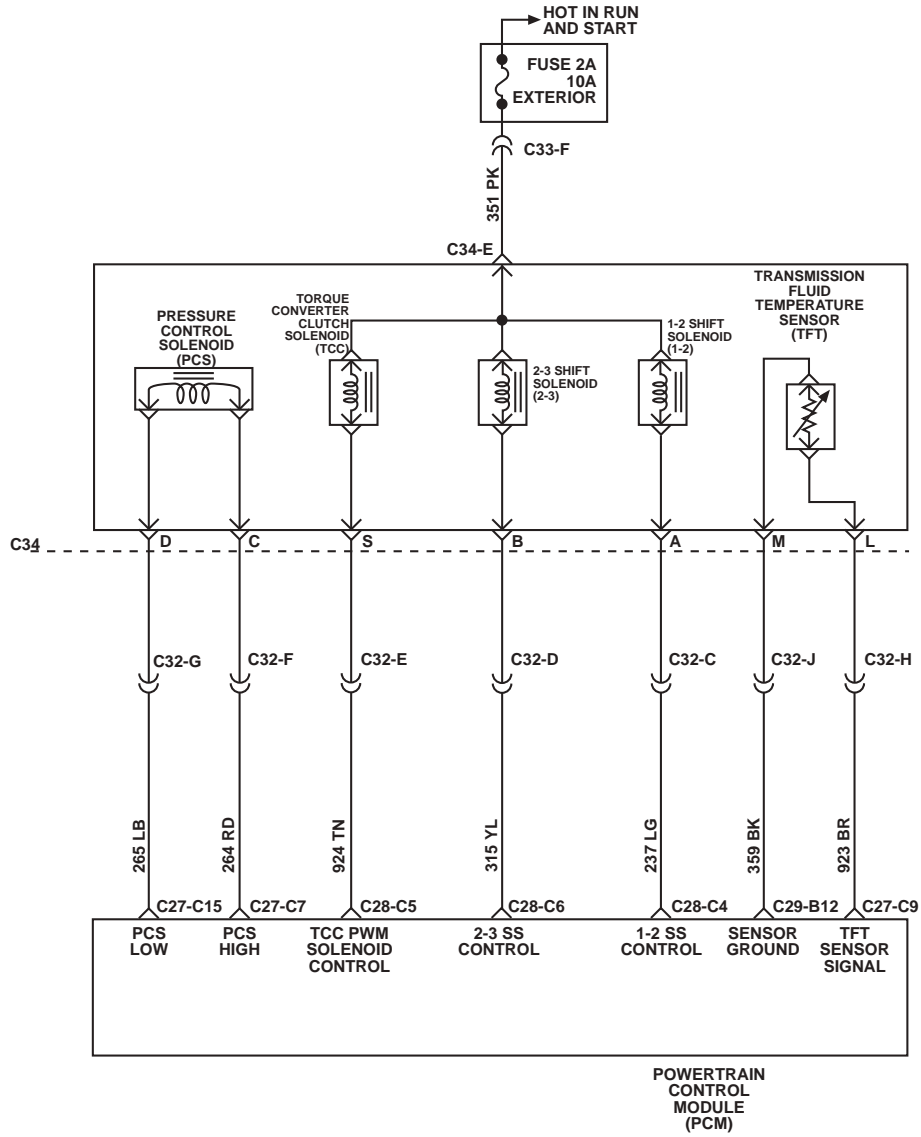 HOT IN RUN
AND START
FUSE 2A
10A
EXTERIOR
C33-F
351 PK
C34-E
PRESSURE
CONTROL
SOLENOID
(PCS)
TORQUE
CONVERTER
CLUTCH
SOLENOID (TCC)
2-3 SHIFT
SOLENOID
(2-3)
1-2 SHIFT
SOLENOID
(1-2)
TRANSMISSION
FLUID
TEMPERATURE
SENSOR
(TFT)
C34
D
C
S
B
A
M
L
C32-G
C32-F
C32-E
C32-D
C32-C
C32-J
C32-H
265 LB
264 RD
924 TN
315 YL
237 LG
359 BK
923 BR
C27-C15
C27-C7
C28-C5
C28-C6
C28-C4
C29-B12
C27-C9
PCS
LOW
PCS
HIGH
TCC PWM
SOLENOID
CONTROL
2-3 SS
CONTROL
1-2 SS
CONTROL
SENSOR
GROUND
TFT
SENSOR
SIGNAL
POWERTRAIN
CONTROL
MODULE
(PCM)